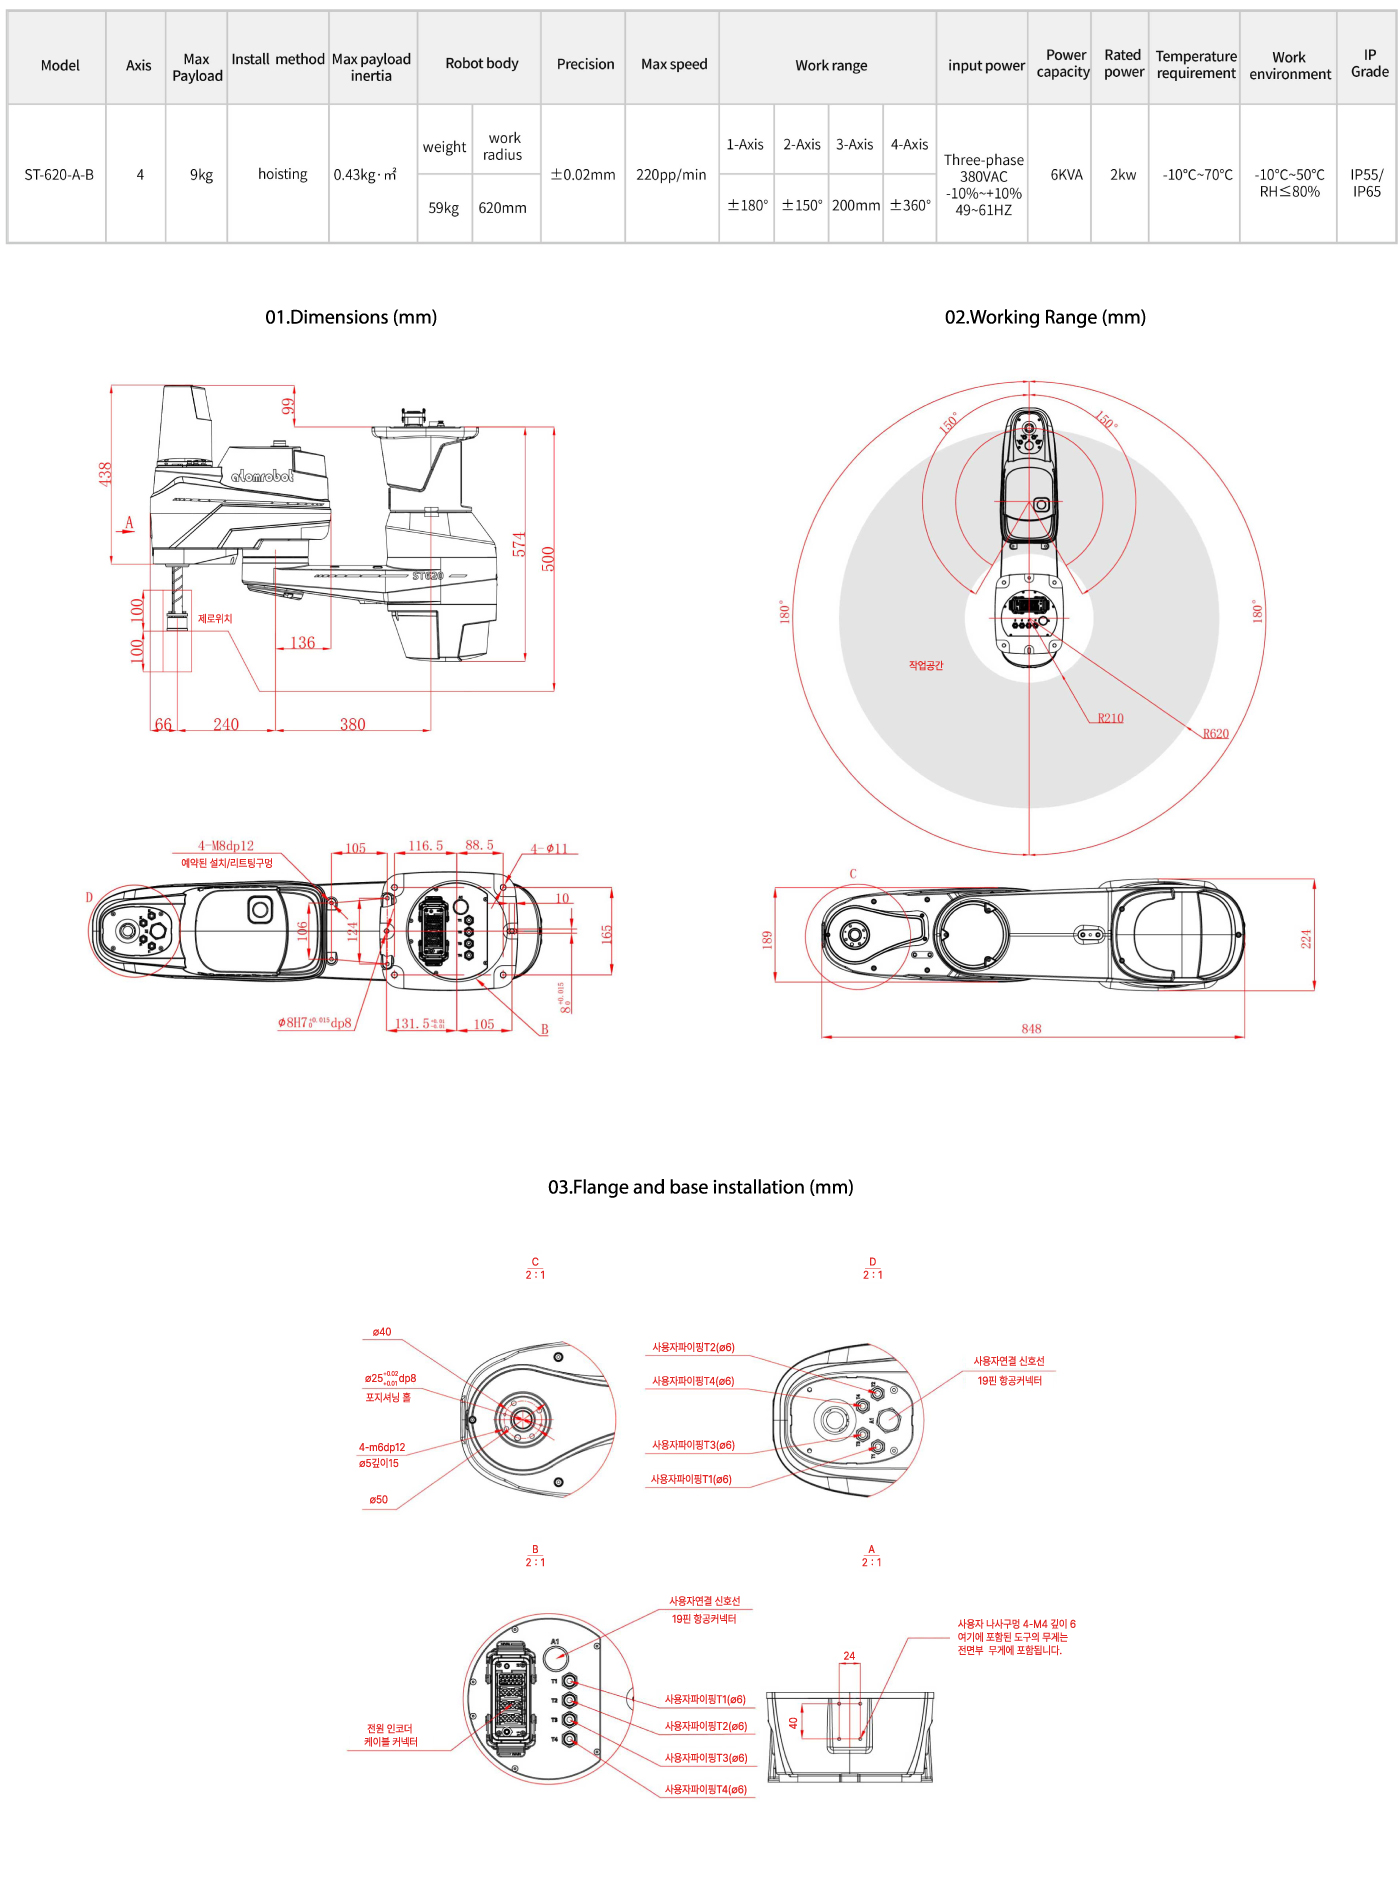 Model
Axis
Max
Payload
Install method
Max payload
inertia
Robot body
Precision
Max speed
Work range
input power
Power
capacity
Rated
power
Temperature
requirement
Work
environment
IP
Grade
ST-620-A-B
4
9kg
hoisting
0.43kg·㎡
weight
work
radius
59kg
620mm
±0.02mm
220pp/min
1-Axis
2-Axis
3-Axis
4-Axis
±180°
±150°
200mm
±360°
Three-phase
380VAC
-10%~+10%
49~61HZ
6KVA
2kw
-10℃~70℃
-10℃~50℃
RH≤80%
IP55/
IP65
01.Dimensions (mm)
02.Working Range (mm)
99
438
atomrobot
A
574
500
ST620
100
제로위치
136
100
66
240
380
150°
150°
180°
180°
작업공간
R210
R620
4-M8dp12
예약된 설치/리트팅구멍
105
116.5
88.5
4-Φ11
D
10
106
124
165
Φ8H7 +0.015 0 dp8
131.5 +0.01 -0.01
105
8 +0.015 0
B
C
189
224
848
03.Flange and base installation (mm)
C
2 : 1
D
2 : 1
ø40
ø25 +0.02 +0.01 dp8
포지셔닝 홀
4-m6dp12
ø5깊이15
ø50
사용자파이핑T2(ø6)
사용자파이핑T4(ø6)
사용자파이핑T3(ø6)
사용자파이핑T1(ø6)
사용자연결 신호선
19핀 항공커넥터
T2
T4
A1
T3
T1
B
2 : 1
A
2 : 1
사용자연결 신호선
19핀 항공커넥터
A1
T1
T2
T3
T4
사용자파이핑T1(ø6)
사용자파이핑T2(ø6)
사용자파이핑T3(ø6)
사용자파이핑T4(ø6)
전원 인코더
케이블 커넥터
사용자 나사구멍 4-M4 깊이 6
여기에 포함된 도구의 무게는
전면부 무게에 포함됩니다.
24
40